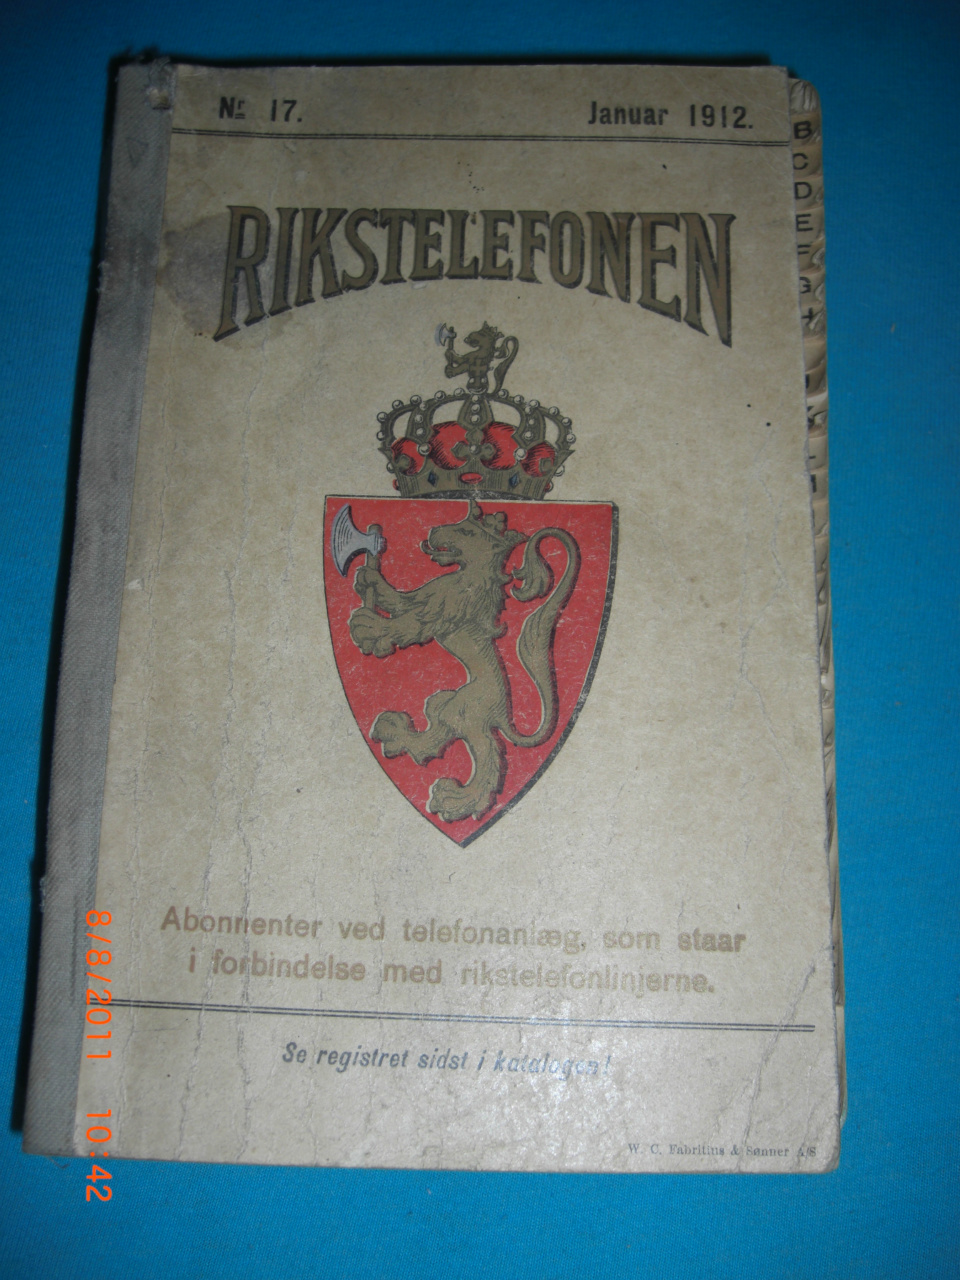 Nr 17. Januar 1912.
RIKSTELEFONEN
Abonnenter ved telefonanlæg, som staar
i forbindelse med rikstelefonlinjerne.
Se registret sidst i katalogen!
W. C. Fabritius & Sønner A/S
B
C
D
E
F
G
H
8/8/2011 10:42